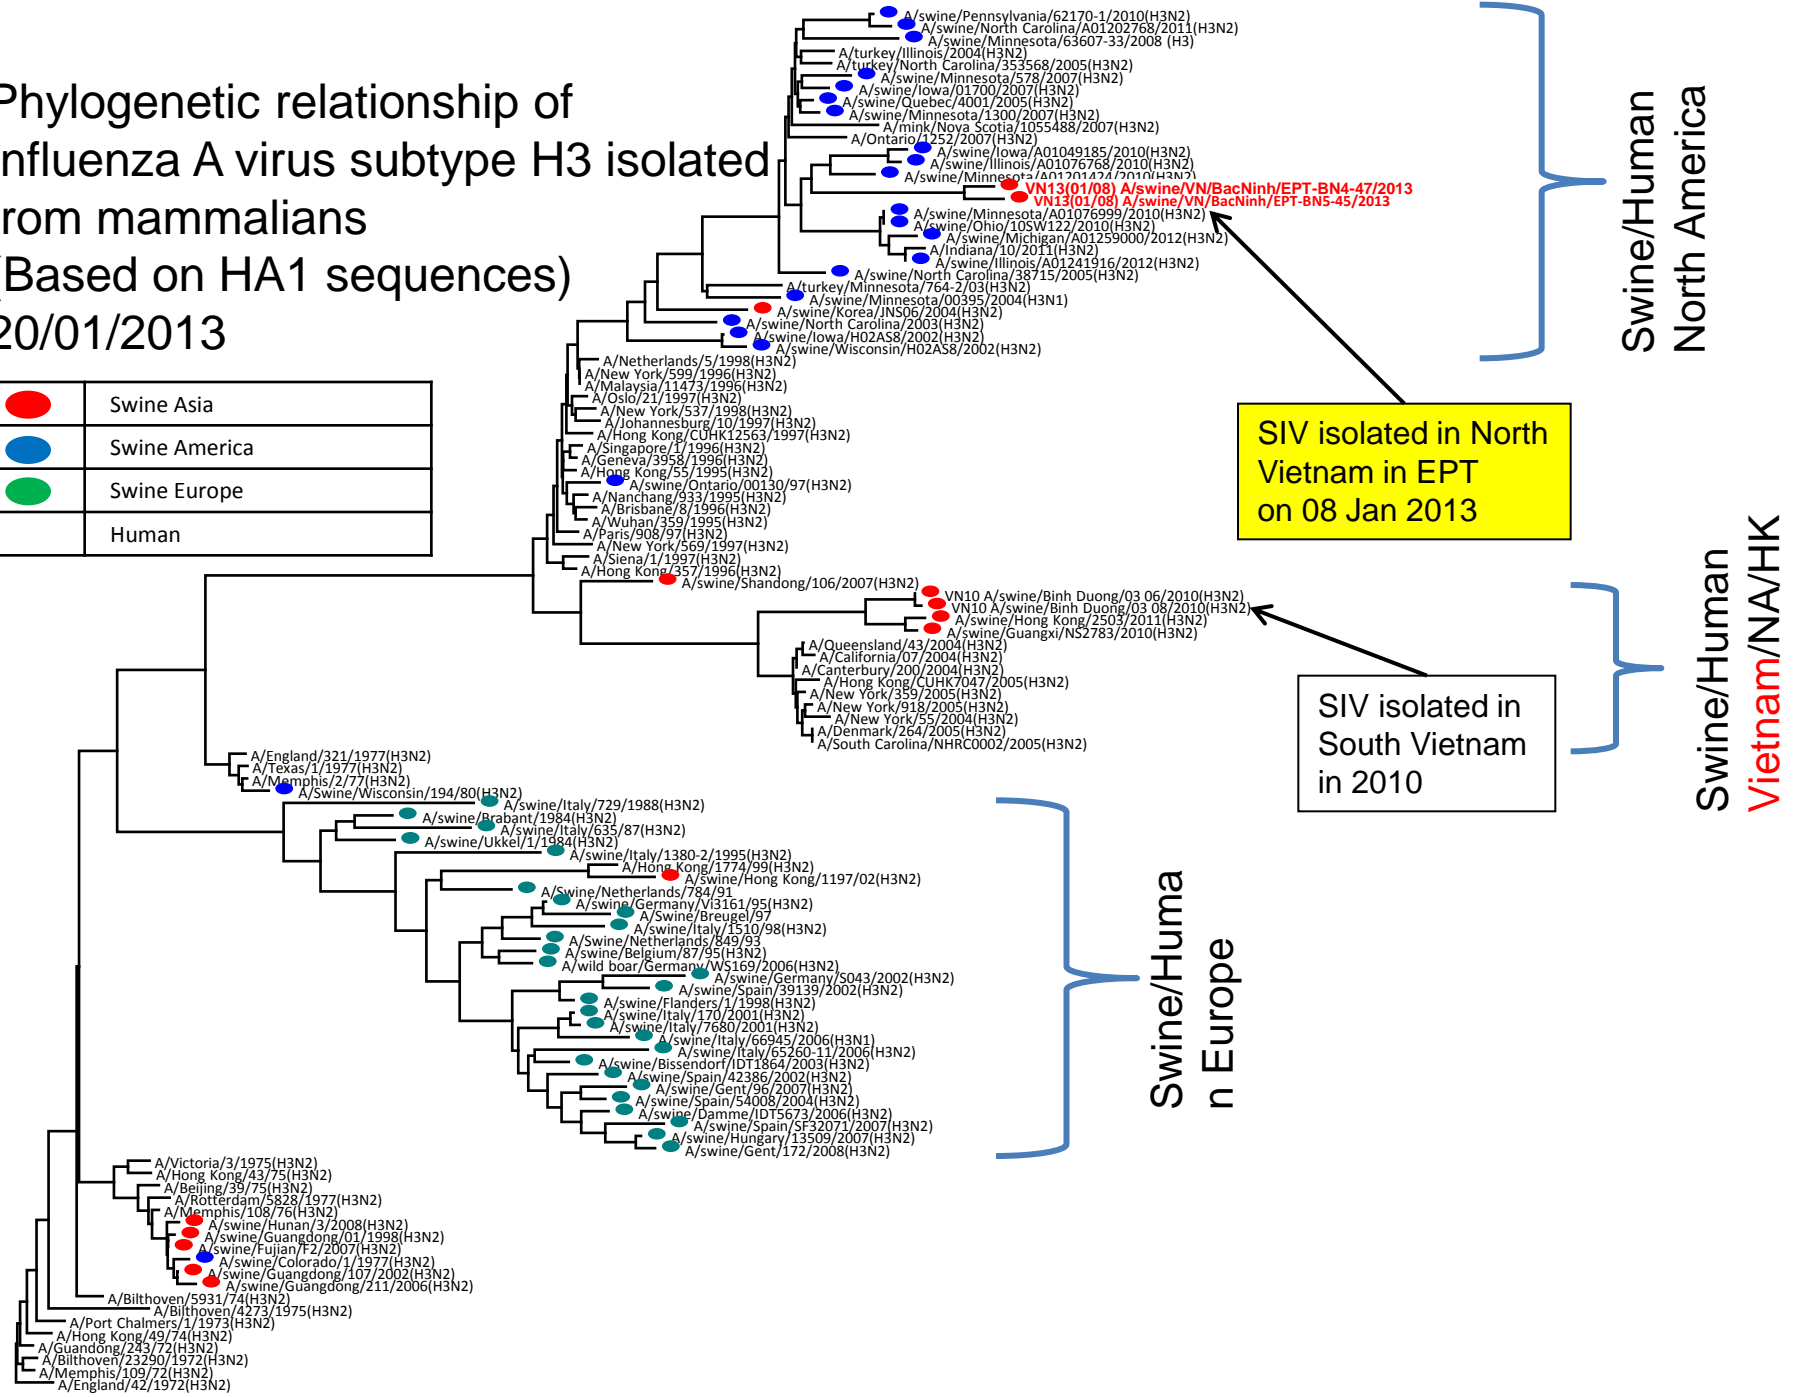 Phylogenetic relationship of
influenza A virus subtype H3 isolated
from mammalians
(Based on HA1 sequences)
20/01/2013
Swine Asia
Swine America
Swine Europe
Human
A/swine/Pennsylvania/62170-1/2010(H3N2)
A/swine/North Carolina/A01202768/2011(H3N2)
A/swine/Minnesota/63607-33/2008 (H3)
A/turkey/Illinois/2004(H3N2)
A/turkey/North Carolina/353568/2005(H3N2)
A/swine/Minnesota/578/2007(H3N2)
A/swine/Iowa/01700/2007(H3N2)
A/swine/Quebec/4001/2005(H3N2)
A/swine/Minnesota/1300/2007(H3N2)
A/mink/Nova Scotia/1055488/2007(H3N2)
A/Ontario/1252/2007(H3N2)
A/swine/Iowa/A01049185/2010(H3N2)
A/swine/Illinois/A01076768/2010(H3N2)
A/swine/Minnesota/A01201424/2010(H3N2)
VN13(01/08) A/swine/VN/BacNinh/EPT-BN4-47/2013
VN13(01/08) A/swine/VN/BacNinh/EPT-BN5-45/2013
A/swine/Minnesota/A01076999/2010(H3N2)
A/swine/Ohio/10SW122/2010(H3N2)
A/swine/Michigan/A01259000/2012(H3N2)
A/Indiana/10/2011(H3N2)
A/swine/Illinois/A01241916/2012(H3N2)
A/swine/North Carolina/38715/2005(H3N2)
A/turkey/Minnesota/764-2/03(H3N2)
A/swine/Minnesota/00395/2004(H3N1)
A/swine/Korea/JNS06/2004(H3N2)
A/swine/North Carolina/2003(H3N2)
A/swine/Iowa/H02AS8/2002(H3N2)
A/swine/Wisconsin/H02AS8/2002(H3N2)
A/Netherlands/5/1998(H3N2)
A/New York/599/1996(H3N2)
A/Malaysia/11473/1996(H3N2)
A/Oslo/21/1997(H3N2)
A/New York/537/1998(H3N2)
A/Johannesburg/10/1997(H3N2)
A/Hong Kong/CUHK12563/1997(H3N2)
A/Singapore/1/1996(H3N2)
A/Geneva/3958/1996(H3N2)
A/Hong Kong/55/1995(H3N2)
A/swine/Ontario/00130/97(H3N2)
A/Nanchang/933/1995(H3N2)
A/Brisbane/8/1996(H3N2)
A/Wuhan/359/1995(H3N2)
A/Paris/908/97(H3N2)
A/New York/569/1997(H3N2)
A/Siena/1/1997(H3N2)
A/Hong Kong/357/1996(H3N2)
A/swine/Shandong/106/2007(H3N2)
VN10 A/swine/Binh Duong/03 06/2010(H3N2)
VN10 A/swine/Binh Duong/03 08/2010(H3N2)
A/swine/Hong Kong/2503/2011(H3N2)
A/swine/Guangxi/NS2783/2010(H3N2)
A/Queensland/43/2004(H3N2)
A/California/07/2004(H3N2)
A/Canterbury/200/2004(H3N2)
A/Hong Kong/CUHK7047/2005(H3N2)
A/New York/359/2005(H3N2)
A/New York/918/2005(H3N2)
A/New York/55/2004(H3N2)
A/Denmark/264/2005(H3N2)
A/South Carolina/NHRC0002/2005(H3N2)
A/England/321/1977(H3N2)
A/Texas/1/1977(H3N2)
A/Memphis/2/77(H3N2)
A/Swine/Wisconsin/194/80(H3N2)
A/swine/Italy/729/1988(H3N2)
A/swine/Brabant/1984(H3N2)
A/swine/Italy/635/87(H3N2)
A/swine/Ukkel/1/1984(H3N2)
A/swine/Italy/1380-2/1995(H3N2)
A/Hong Kong/1774/99(H3N2)
A/swine/Hong Kong/1197/02(H3N2)
A/Swine/Netherlands/784/91
A/swine/Germany/Vi3161/95(H3N2)
A/Swine/Breugel/97
A/swine/Italy/1510/98(H3N2)
A/Swine/Netherlands/849/93
A/swine/Belgium/87/95(H3N2)
A/wild boar/Germany/WS169/2006(H3N2)
A/swine/Germany/S043/2002(H3N2)
A/swine/Spain/39139/2002(H3N2)
A/swine/Flanders/1/1998(H3N2)
A/swine/Italy/170/2001(H3N2)
A/swine/Italy/7680/2001(H3N2)
A/swine/Italy/66945/2006(H3N1)
A/swine/Italy/65260-11/2006(H3N2)
A/swine/Bissendorf/IDT1864/2003(H3N2)
A/swine/Spain/42386/2002(H3N2)
A/swine/Gent/96/2007(H3N2)
A/swine/Spain/54008/2004(H3N2)
A/swine/Damme/IDT5673/2006(H3N2)
A/swine/Spain/SF32071/2007(H3N2)
A/swine/Hungary/13509/2007(H3N2)
A/swine/Gent/172/2008(H3N2)
A/Victoria/3/1975(H3N2)
A/Hong Kong/43/75(H3N2)
A/Beijing/39/75(H3N2)
A/Rotterdam/5828/1977(H3N2)
A/Memphis/108/76(H3N2)
A/swine/Hunan/3/2008(H3N2)
A/swine/Guangdong/01/1998(H3N2)
A/swine/Fujian/F2/2007(H3N2)
A/swine/Colorado/1/1977(H3N2)
A/swine/Guangdong/107/2002(H3N2)
A/swine/Guangdong/211/2006(H3N2)
A/Bilthoven/5931/74(H3N2)
A/Bilthoven/4273/1975(H3N2)
A/Port Chalmers/1/1973(H3N2)
A/Hong Kong/49/74(H3N2)
A/Guandong/243/72(H3N2)
A/Bilthoven/23290/1972(H3N2)
A/Memphis/109/72(H3N2)
A/England/42/1972(H3N2)
Swine/Human
North America
SIV isolated in North
Vietnam in EPT
on 08 Jan 2013
SIV isolated in
South Vietnam
in 2010
Swine/Human
Vietnam/NA/HK
Swine/Huma
n Europe